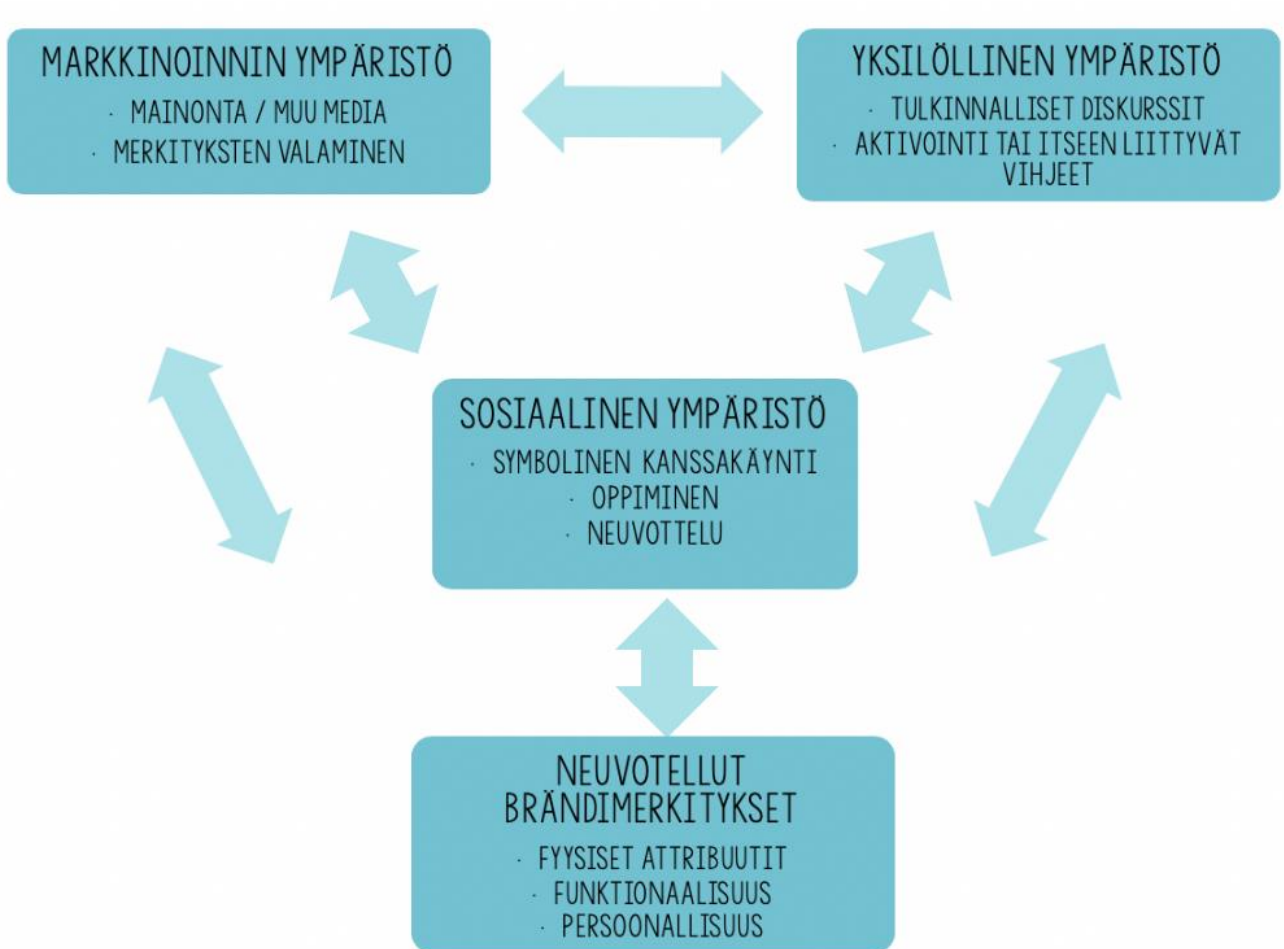 MARKKINOINNIN YMPÄRISTÖ
· MAINONTA / MUU MEDIA
· MERKITYKSTEN VALAMINEN
YKSILÖLLINEN YMPÄRISTÖ
· TULKINNALLISET DISKURSSIT
· AKTIVOINTI TAI ITSEEN LIITTYVÄT
VIHJEET
SOSIAALINEN YMPÄRISTÖ
· SYMBOLINEN KANSSAKÄYNTI
· OPPIMINEN
· NEUVOTTELU
NEUVOTELLUT
BRÄNDIMERKITYKSET
· FYYSISET ATTRIBUUTIT
· FUNKTIONAALISUUS
· PERSOONALLISUUS